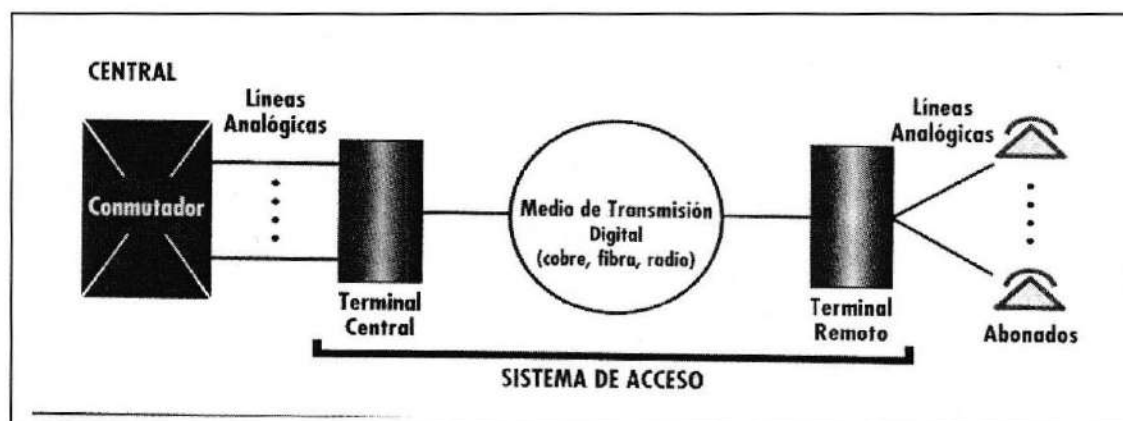 CENTRAL
Líneas
Analógicas
Conmutador
Terminal
Central
Media de Transmisión
Digital
(cobre, fibra, radio)
Líneas
Analógicas
Terminal
Remoto
Abonados
SISTEMA DE ACCESO